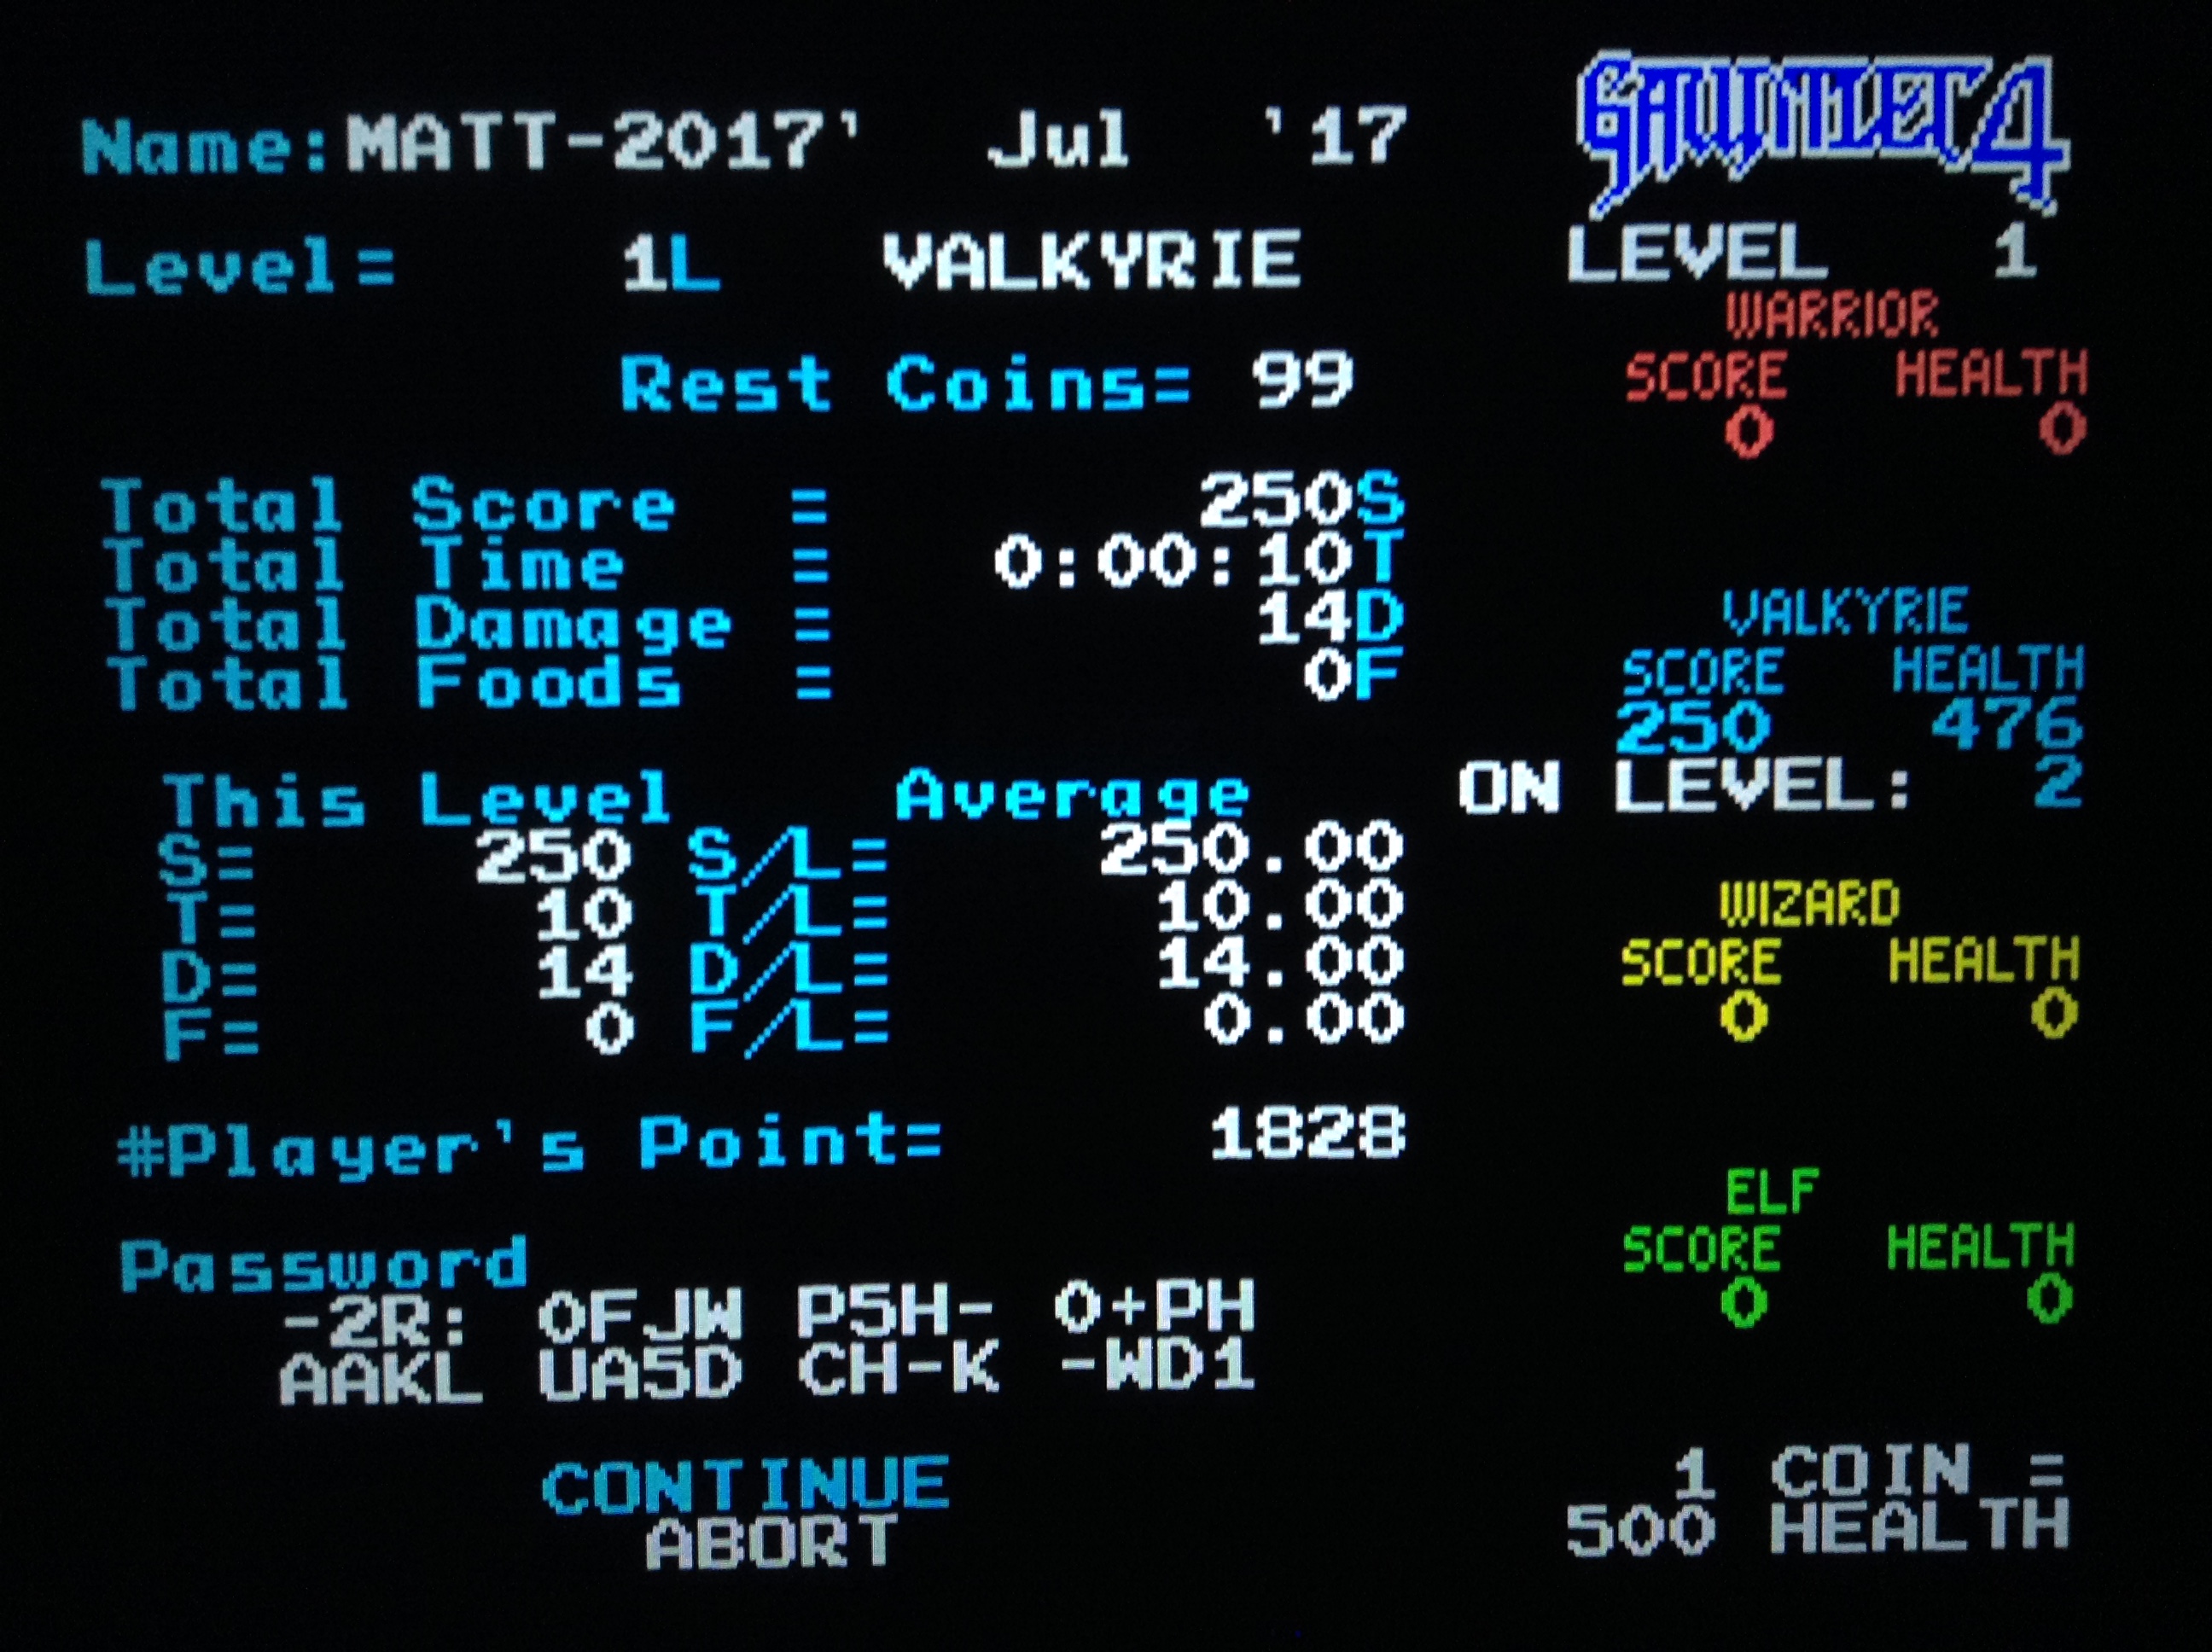 Name:MATT-2017' Jul '17
Level= 1L VALKYRIE
Rest Coins= 99
Total Score = 250S
Total Time = 0:00:10T
Total Damage = 14D
Total Foods = 0F
This Level Average
S= 250 S/L= 250.00
T= 10 T/L= 10.00
D= 14 D/L= 14.00
F= 0 F/L= 0.00
#Player's Point= 1828
Password
-2R: OFJW P5H- O+PH
AAKL UA5D CH-K -WD1
CONTINUE
ABORT
GAUNTLET 4
LEVEL 1
WARRIOR
SCORE HEALTH
0 0
VALKYRIE
SCORE HEALTH
250 476
ON LEVEL: 2
WIZARD
SCORE HEALTH
0 0
ELF
SCORE HEALTH
0 0
1 COIN =
500 HEALTH